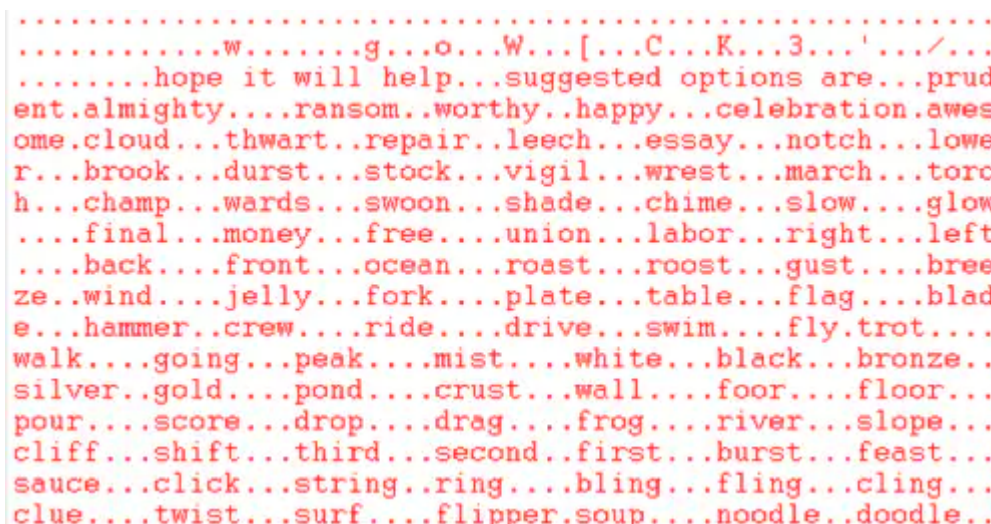 ......................................................
............w.......g...o...W...[...C...K...3...'.../...
........hope it will help...suggested options are...prud
ent.almighty....ransom..worthy..happy...celebration.awes
ome.cloud...thwart..repair..leech...essay...notch...lowe
r...brook...durst...stock...vigil...wrest...march...torc
h...champ...wards...swoon...shade...chime...slow....glow
....final...money...free....union...labor...right...left
....back....front...ocean...roast...roost...gust....bree
ze..wind....jelly...fork....plate...table...flag....blad
e...hammer..crew....ride....drive...swim....fly.trot....
walk....going...peak....mist....white...black...bronze..
silver..gold....pond....crust...wall....foor....floor...
pour....score...drop....drag....frog....river...slope...
cliff...shift...third...second..first...burst...feast...
sauce...click...string..ring....bling...fling...cling...
clue....twist...surf....flipper.soup....noodle..doodle..